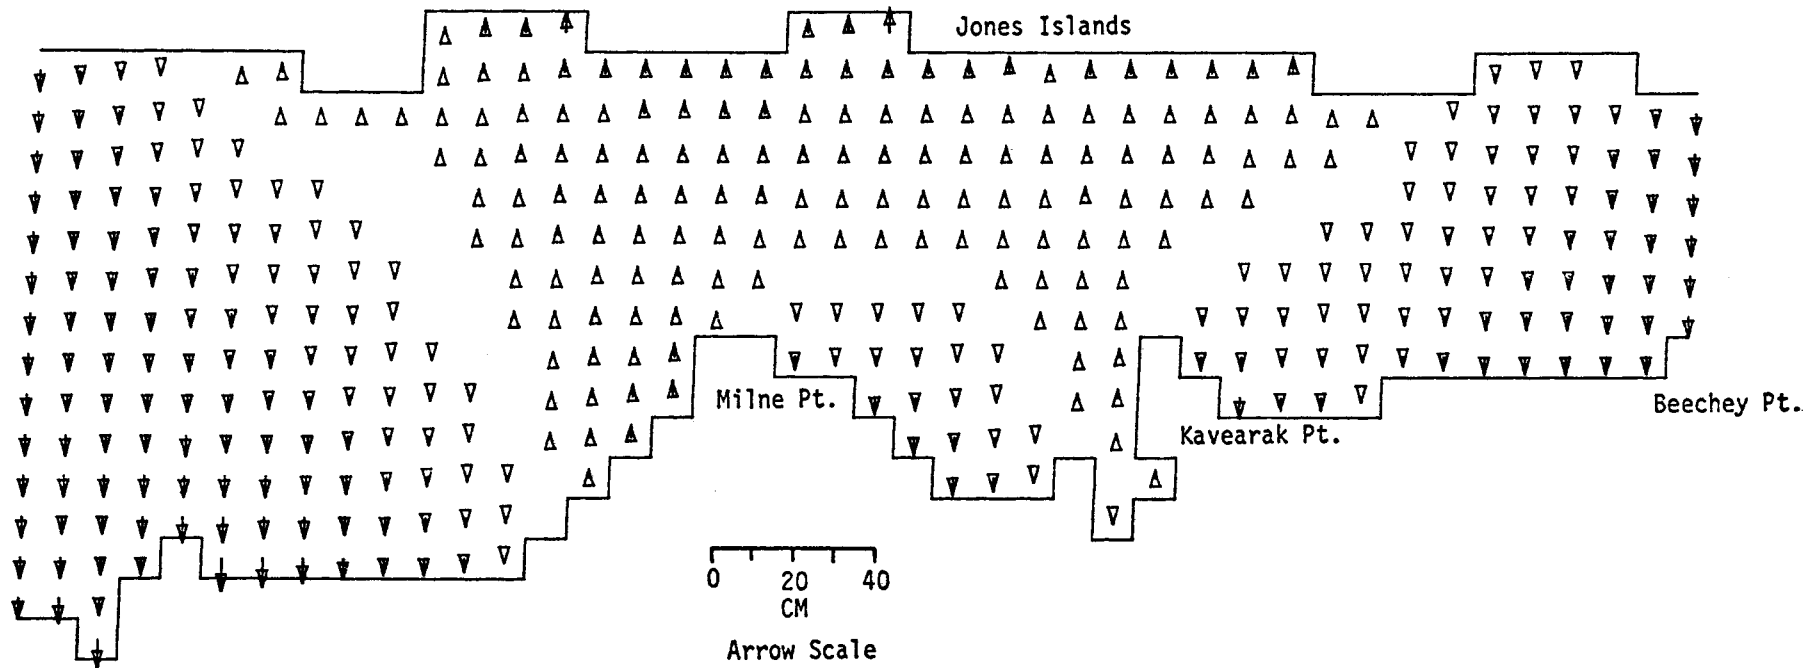 Jones Islands
Milne Pt.
Beechey Pt.
Kavearak Pt.
0 20 40
CM
Arrow Scale